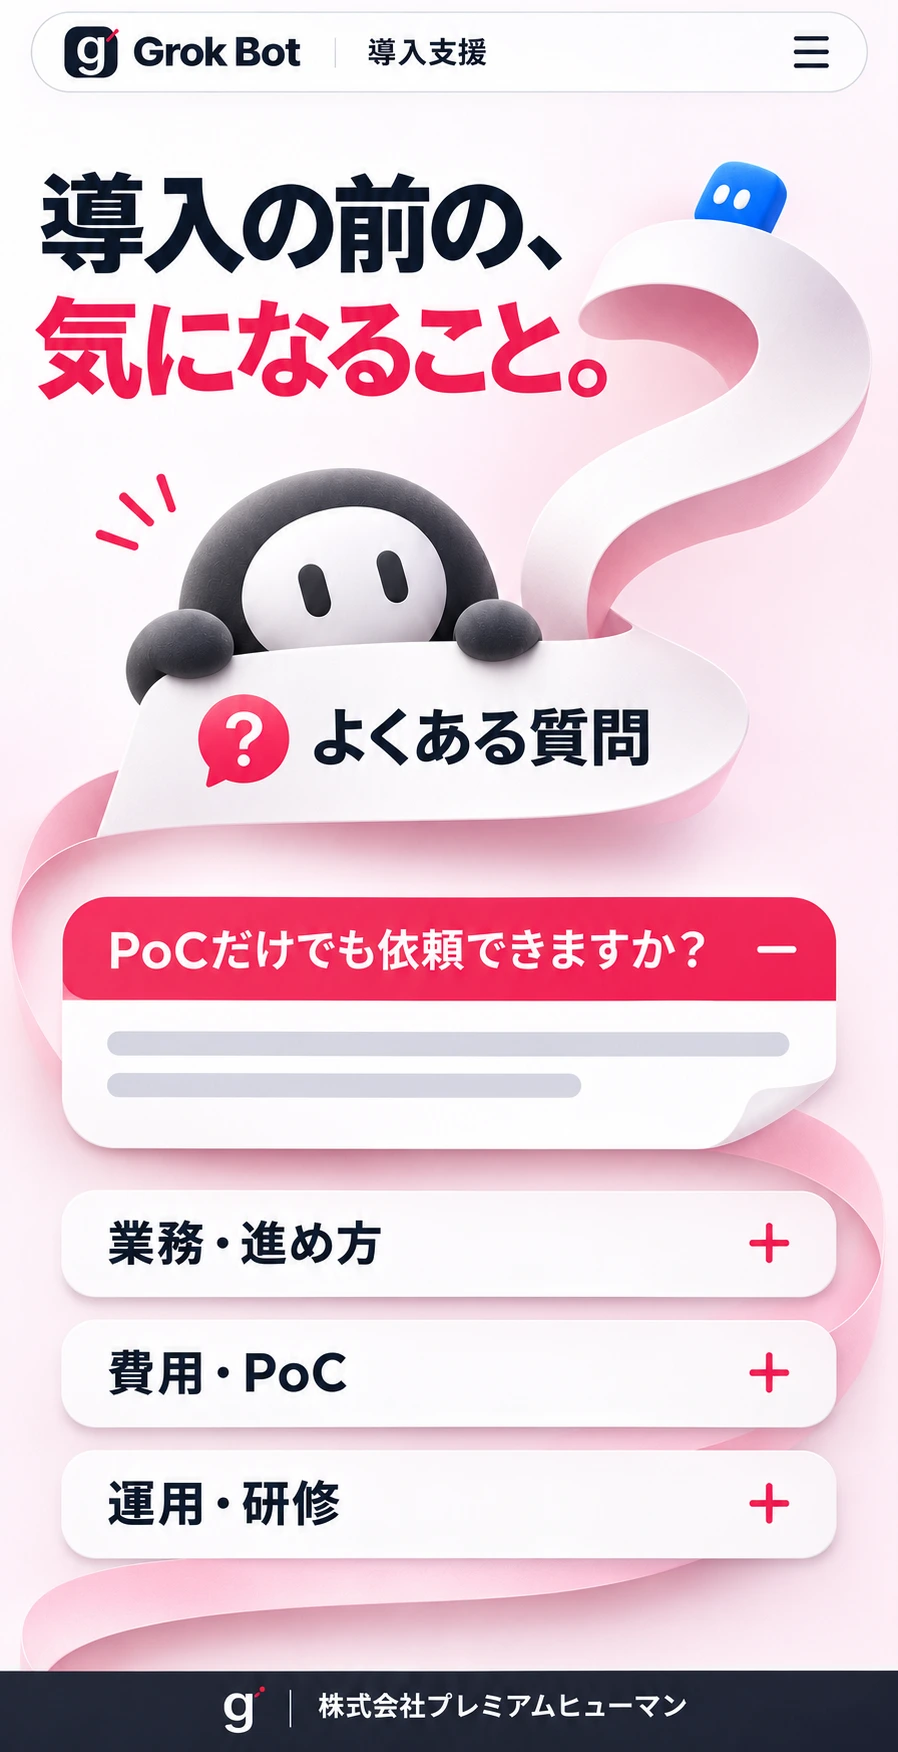 g Grok Bot 導入支援
導入の前の、
気になること。
? よくある質問
PoCだけでも依頼できますか？
業務・進め方
費用・PoC
運用・研修
g 株式会社プレミアムヒューマン